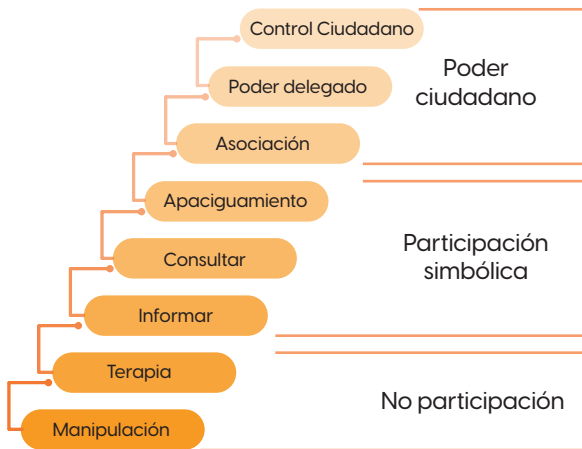 Control Ciudadano
Poder delegado
Poder
ciudadano
Asociación
Apaciguamiento
Consultar
Participación
simbólica
Informar
Terapia
No participación
Manipulación